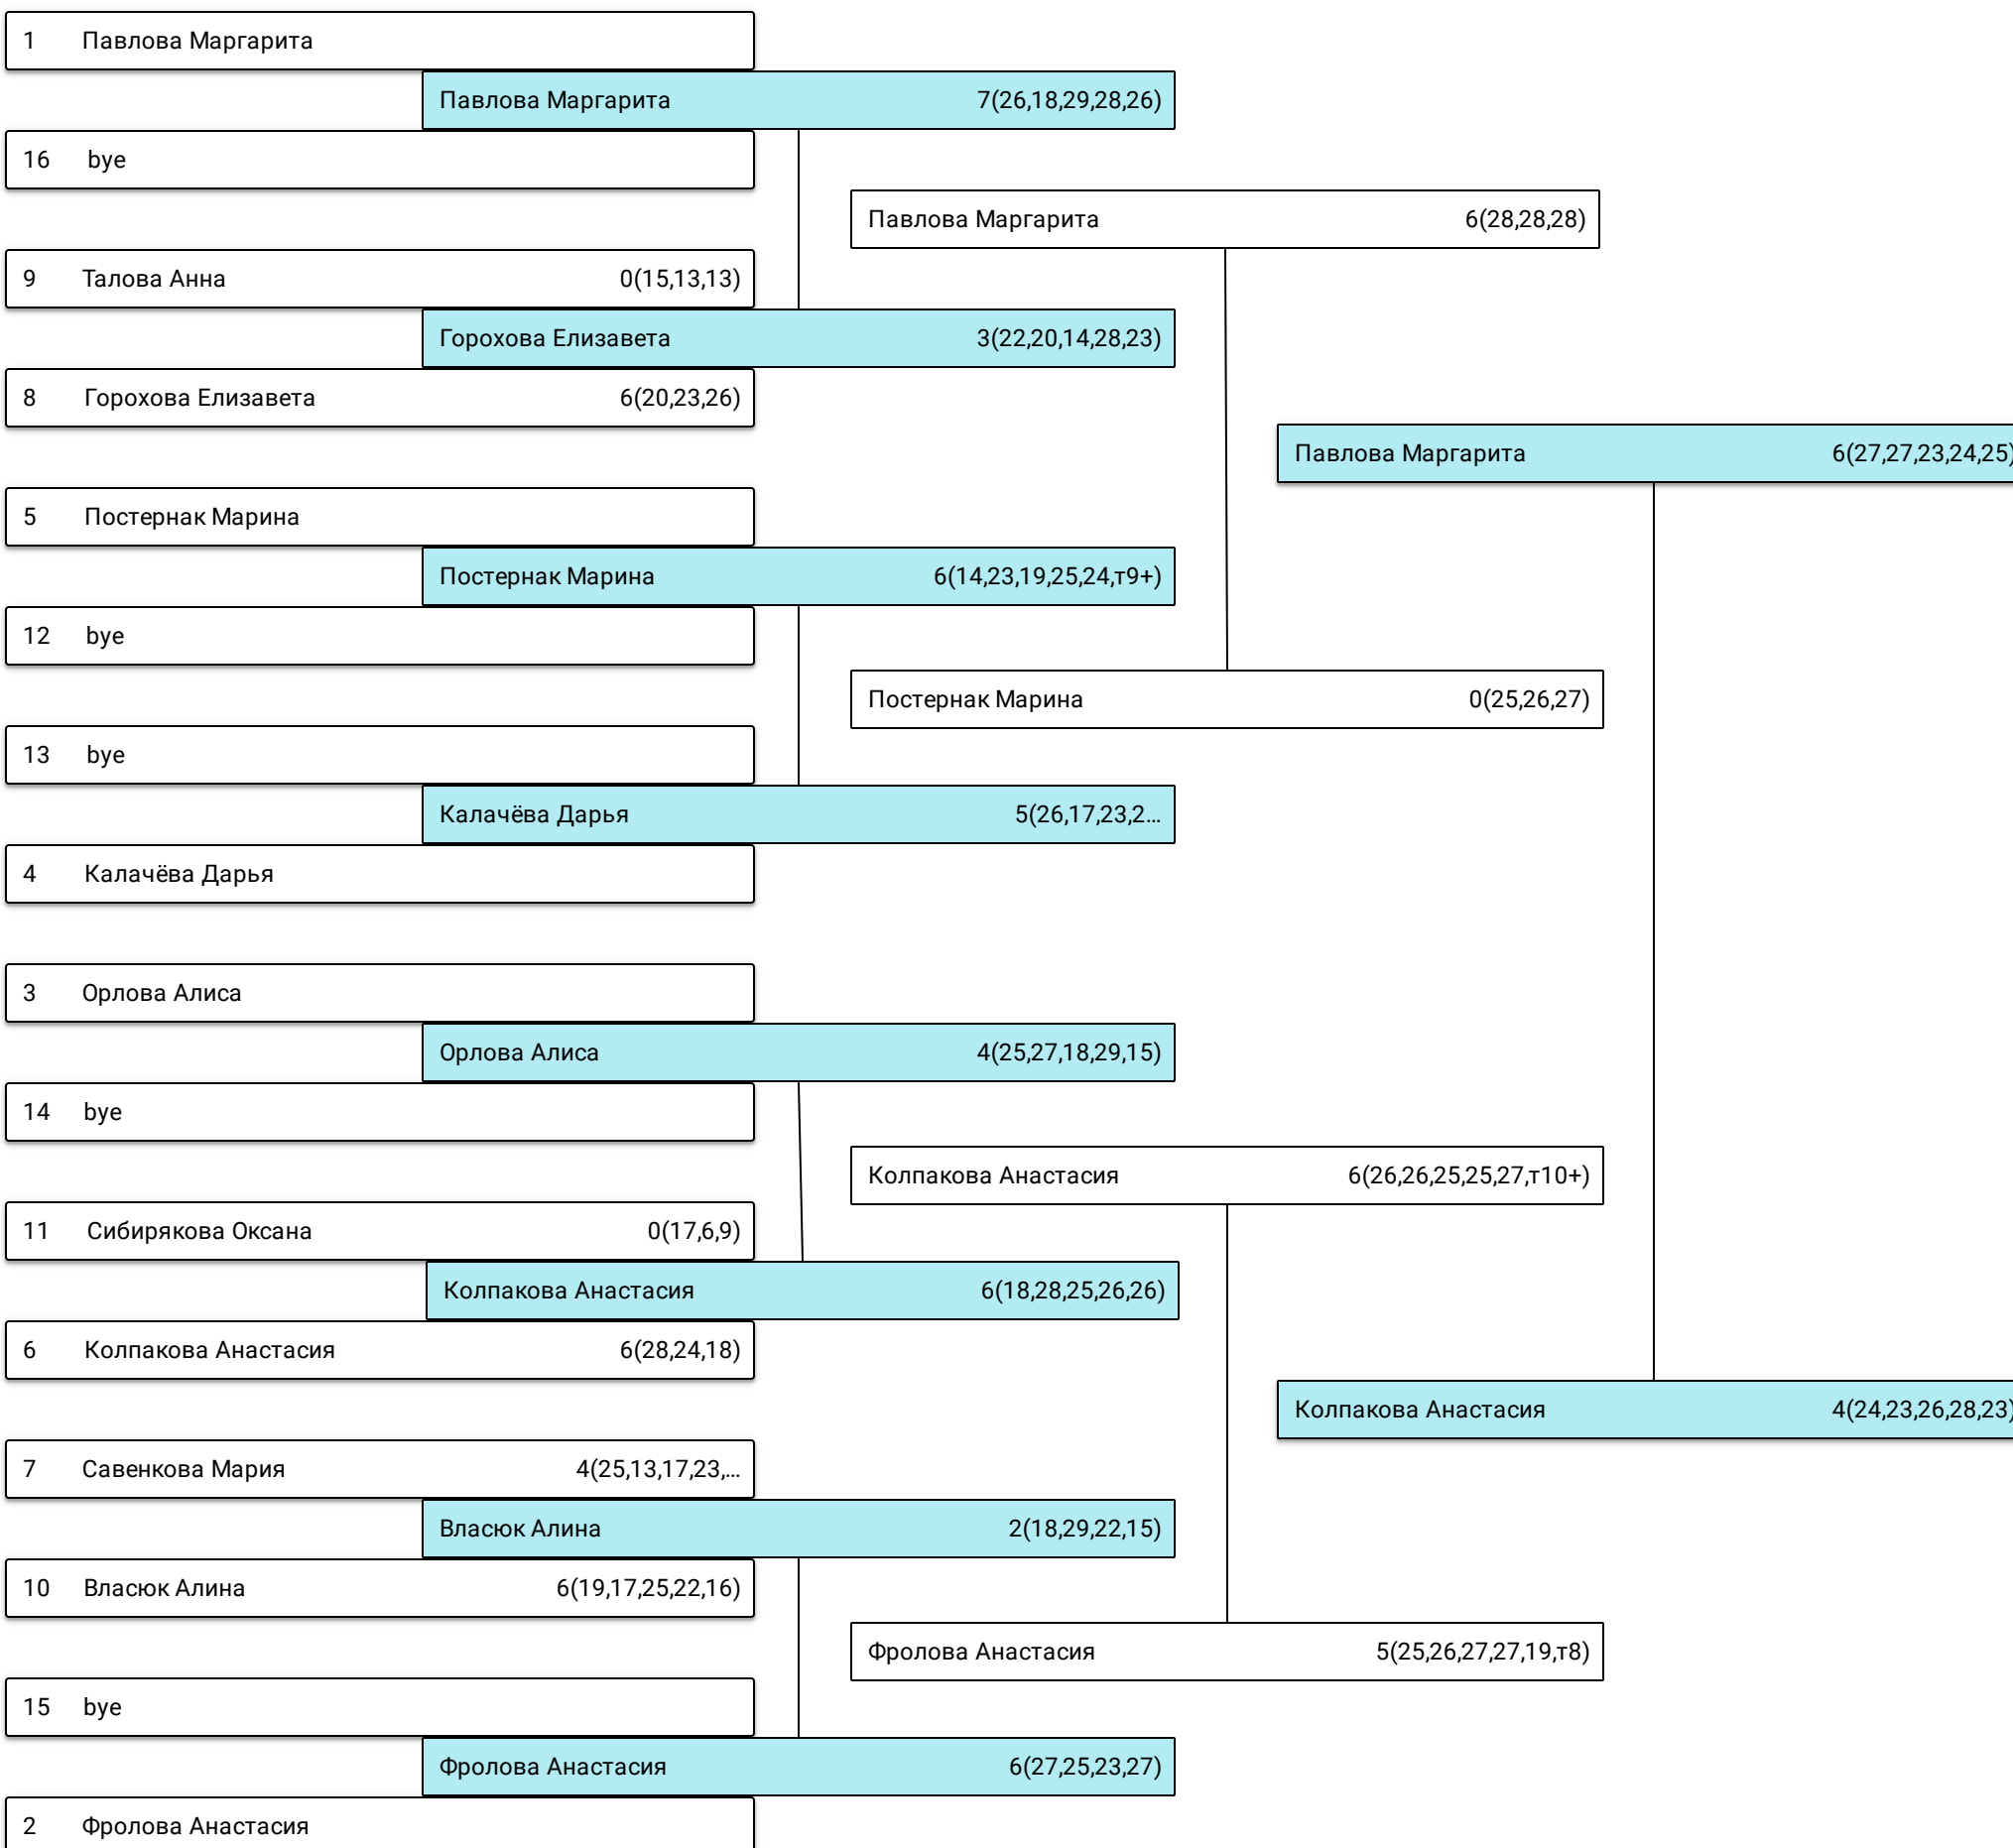 1 Павлова Маргарита
Павлова Маргарита 7(26,18,29,28,26)
16 bye
Павлова Маргарита 6(28,28,28)
9 Талова Анна 0(15,13,13)
Горохова Елизавета 3(22,20,14,28,23)
8 Горохова Елизавета 6(20,23,26)
Павлова Маргарита 6(27,27,23,24,25)
5 Постернак Марина
Постернак Марина 6(14,23,19,25,24,т9+)
12 bye
Постернак Марина 0(25,26,27)
13 bye
Калачёва Дарья 5(26,17,23,2...
4 Калачёва Дарья
3 Орлова Алиса
Орлова Алиса 4(25,27,18,29,15)
14 bye
Колпакова Анастасия 6(26,26,25,25,27,т10+)
11 Сибирякова Оксана 0(17,6,9)
Колпакова Анастасия 6(18,28,25,26,26)
6 Колпакова Анастасия 6(28,24,18)
Колпакова Анастасия 4(24,23,26,28,23)
7 Савенкова Мария 4(25,13,17,23,...
Власюк Алина 2(18,29,22,15)
10 Власюк Алина 6(19,17,25,22,16)
Фролова Анастасия 5(25,26,27,27,19,т8)
15 bye
Фролова Анастасия 6(27,25,23,27)
2 Фролова Анастасия